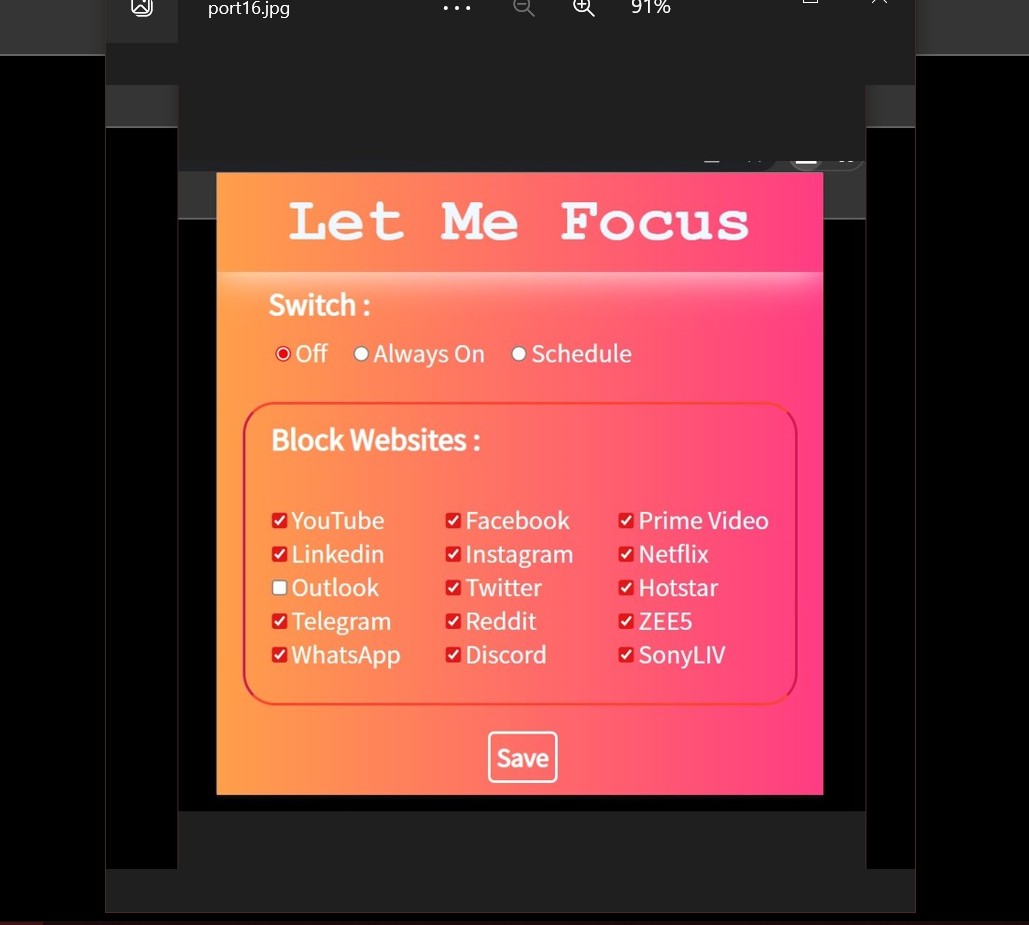 port16.jpg ... 91%
Let Me Focus
Switch :
Off Always On Schedule
Block Websites :
YouTube Facebook Prime Video
Linkedin Instagram Netflix
Outlook Twitter Hotstar
Telegram Reddit ZEE5
WhatsApp Discord SonyLIV
Save